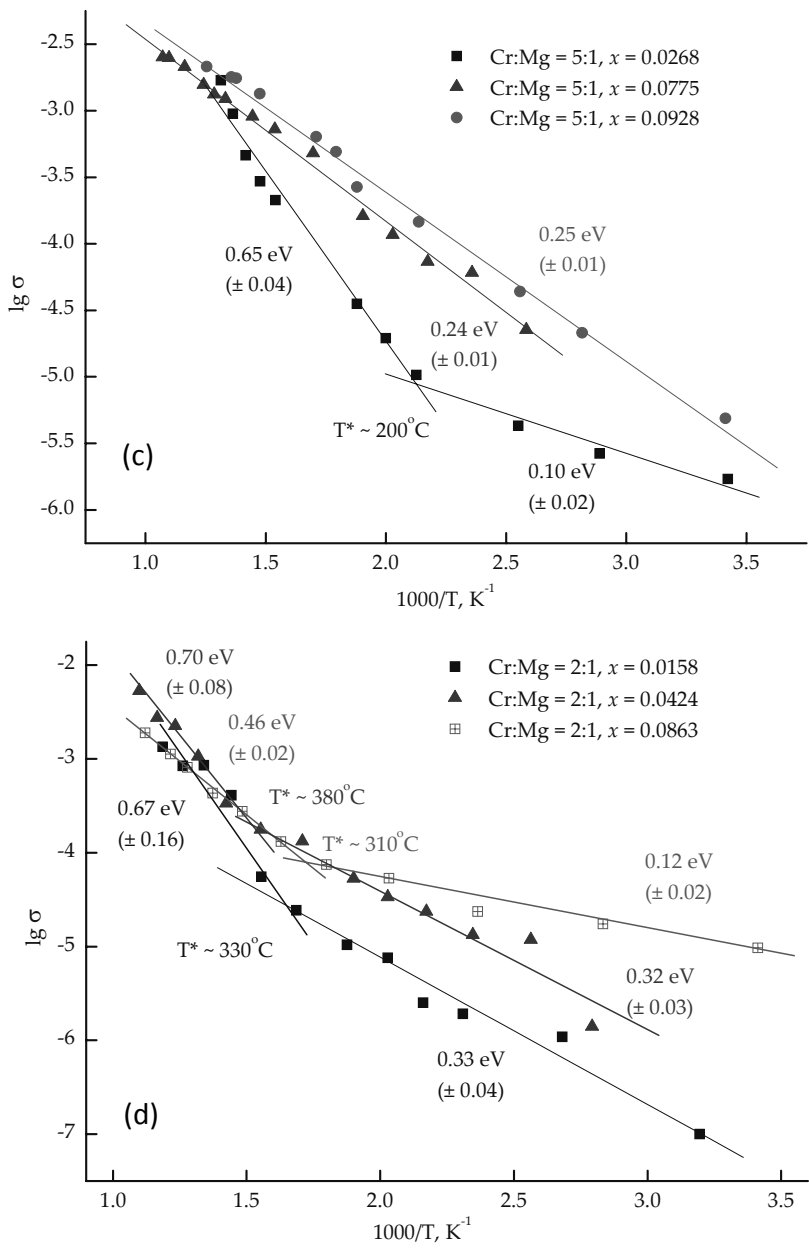 -2.5
-3.0
-3.5
-4.0
-4.5
-5.0
-5.5
-6.0
lg σ
Cr:Mg = 5:1, x = 0.0268
Cr:Mg = 5:1, x = 0.0775
Cr:Mg = 5:1, x = 0.0928
0.65 eV
(± 0.04)
0.25 eV
(± 0.01)
0.24 eV
(± 0.01)
T* ~ 200°C
0.10 eV
(± 0.02)
(c)
1.0 1.5 2.0 2.5 3.0 3.5
1000/T, K⁻¹
-2
-3
-4
-5
-6
-7
lg σ
Cr:Mg = 2:1, x = 0.0158
Cr:Mg = 2:1, x = 0.0424
Cr:Mg = 2:1, x = 0.0863
0.70 eV
(± 0.08)
0.46 eV
(± 0.02)
0.67 eV
(± 0.16)
T* ~ 380°C
T* ~ 310°C
0.12 eV
(± 0.02)
T* ~ 330°C
0.32 eV
(± 0.03)
0.33 eV
(± 0.04)
(d)
1.0 1.5 2.0 2.5 3.0 3.5
1000/T, K⁻¹